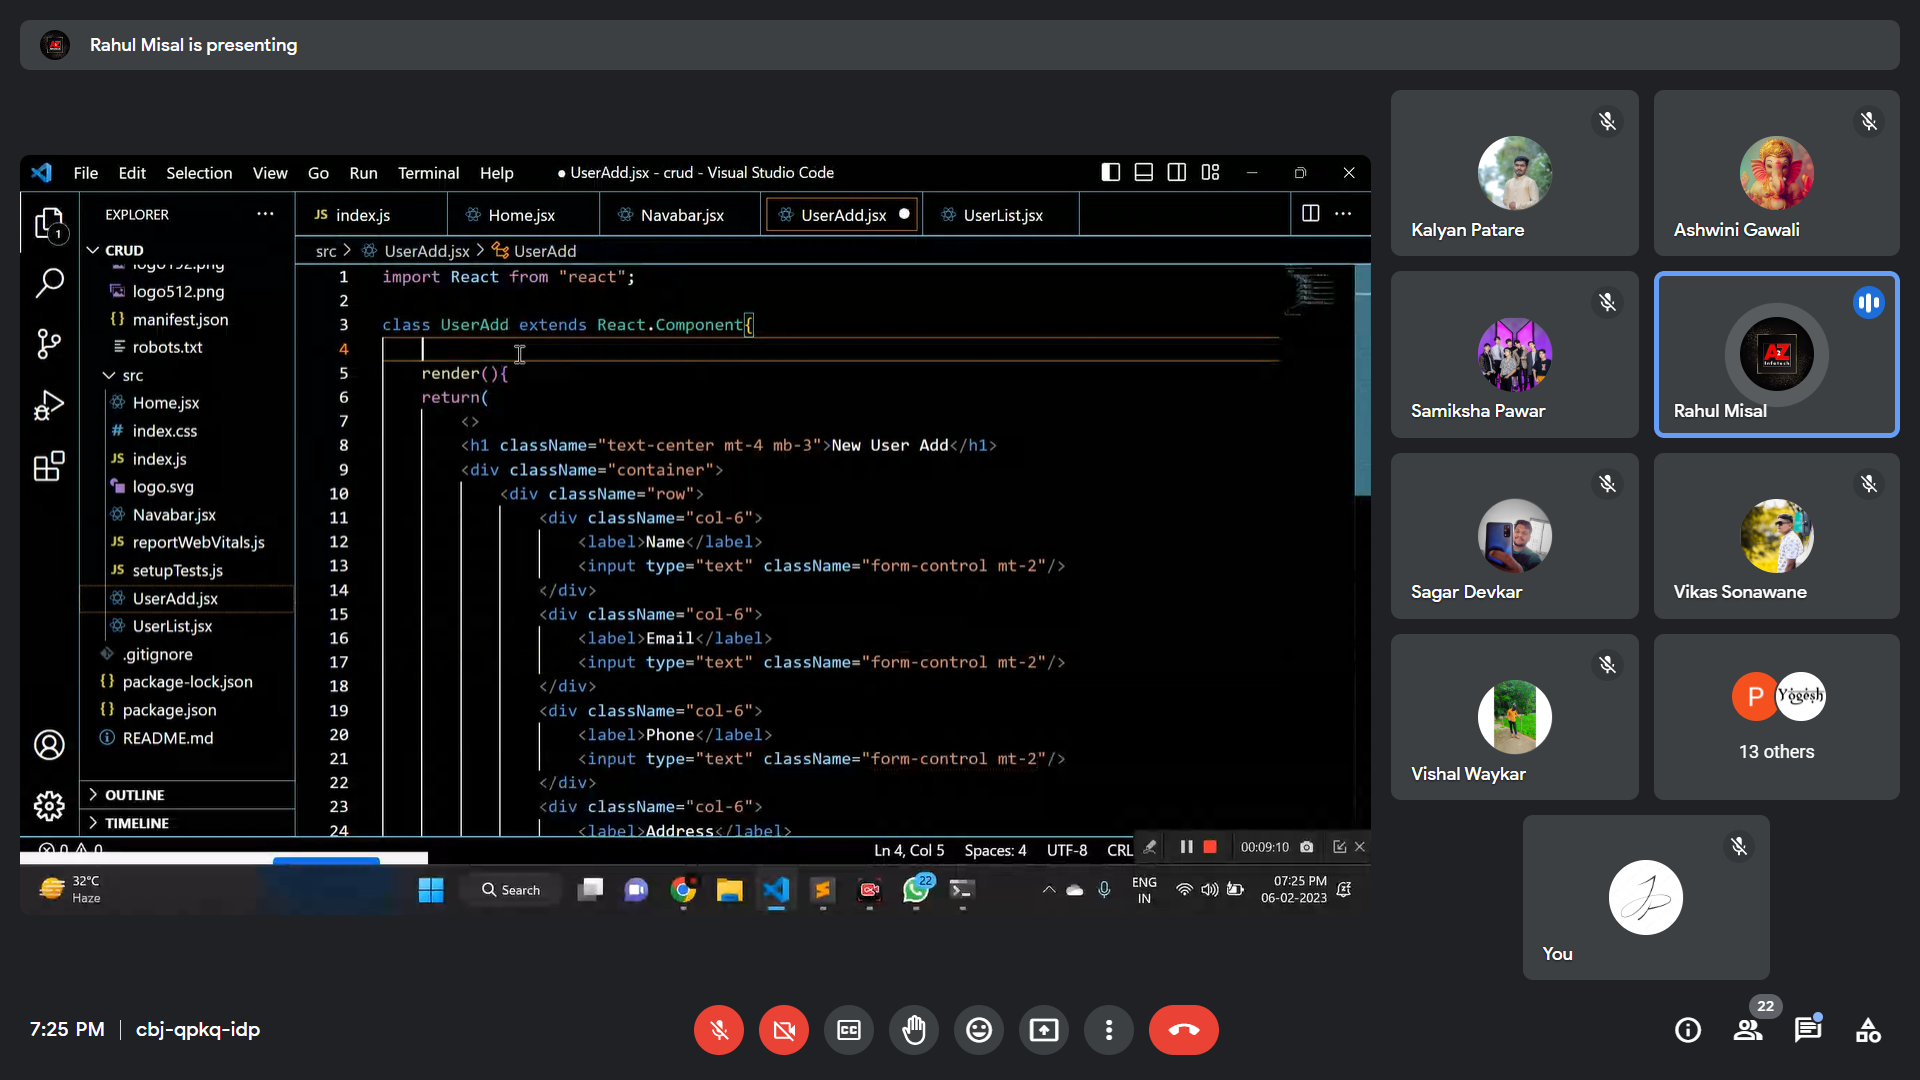 Rahul Misal is presenting
File Edit Selection View Go Run Terminal Help
● UserAdd.jsx - crud - Visual Studio Code
EXPLORER ···
JS index.js
Home.jsx
Navabar.jsx
UserAdd.jsx ●
UserList.jsx
1
CRUD
src > UserAdd.jsx > UserAdd
logo192.png
logo512.png
{} manifest.json
robots.txt
src
Home.jsx
# index.css
JS index.js
logo.svg
Navabar.jsx
JS reportWebVitals.js
JS setupTests.js
UserAdd.jsx
UserList.jsx
.gitignore
{} package-lock.json
{} package.json
README.md
OUTLINE
TIMELINE
1 import React from "react";
2
3 class UserAdd extends React.Component{
4
5 render(){
6 return(
7 <>
8 <h1 className="text-center mt-4 mb-3">New User Add</h1>
9 <div className="container">
10 <div className="row">
11 <div className="col-6">
12 <label>Name</label>
13 <input type="text" className="form-control mt-2"/>
14 </div>
15 <div className="col-6">
16 <label>Email</label>
17 <input type="text" className="form-control mt-2"/>
18 </div>
19 <div className="col-6">
20 <label>Phone</label>
21 <input type="text" className="form-control mt-2"/>
22 </div>
23 <div className="col-6">
24 <label>Address</label>
0 0
Ln 4, Col 5 Spaces: 4 UTF-8 CRL
00:09:10
32°C
Haze
Search
22
ENG
IN
07:25 PM
06-02-2023
Kalyan Patare
Ashwini Gawali
Samiksha Pawar
AZ
Infotech
Rahul Misal
Sagar Devkar
Vikas Sonawane
Vishal Waykar
P
Yogesh
13 others
You
7:25 PM | cbj-qpkq-idp
CC
22